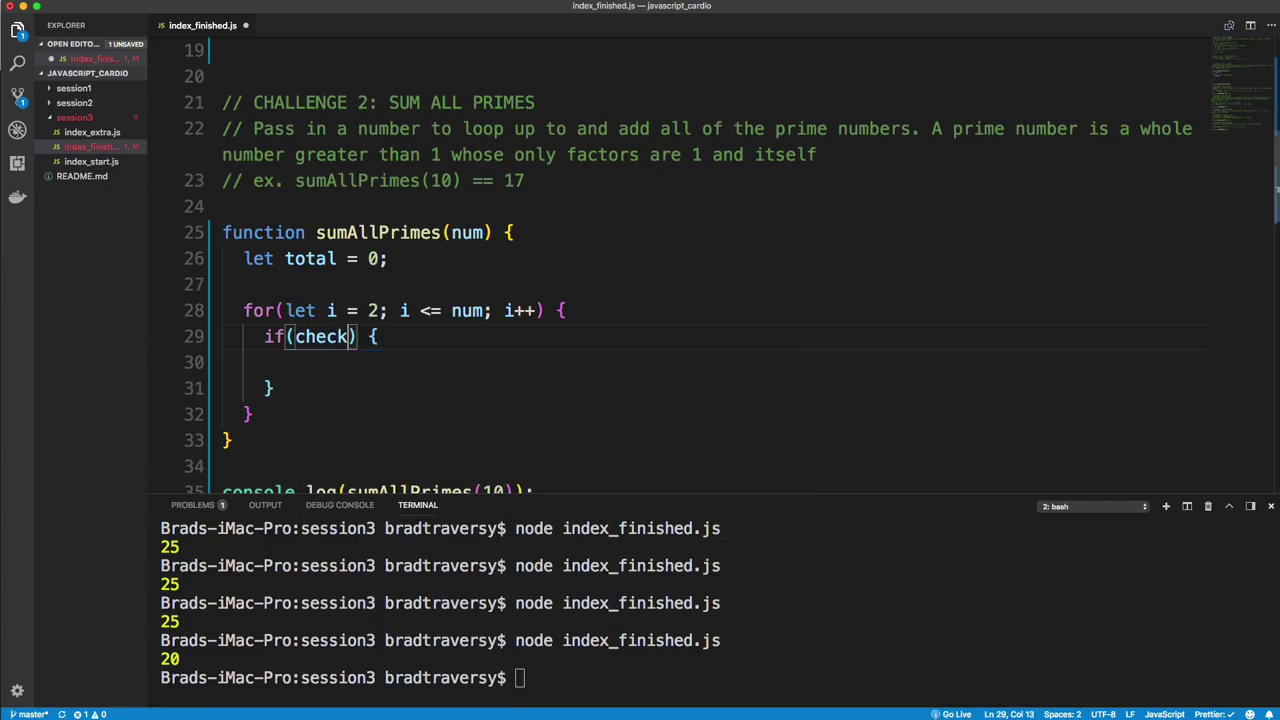 index_finished.js — javascript_cardio
EXPLORER
index_finished.js
OPEN EDITO... 1 UNSAVED
JS index_finis... 1, M
JAVASCRIPT_CARDIO
session1
session2
session3
JS index_extra.js
JS index_finish... 1, M
JS index_start.js
README.md
19
20
21 // CHALLENGE 2: SUM ALL PRIMES
22 // Pass in a number to loop up to and add all of the prime numbers. A prime number is a whole
number greater than 1 whose only factors are 1 and itself
23 // ex. sumAllPrimes(10) == 17
24
25 function sumAllPrimes(num) {
26 let total = 0;
27
28 for(let i = 2; i <= num; i++) {
29 if(check) {
30
31 }
32 }
33 }
34
35 console.log(sumAllPrimes(10));
PROBLEMS 1 OUTPUT DEBUG CONSOLE TERMINAL 2: bash
Brads-iMac-Pro:session3 bradtraversy$ node index_finished.js
25
Brads-iMac-Pro:session3 bradtraversy$ node index_finished.js
25
Brads-iMac-Pro:session3 bradtraversy$ node index_finished.js
25
Brads-iMac-Pro:session3 bradtraversy$ node index_finished.js
20
Brads-iMac-Pro:session3 bradtraversy$
master* 1 0 Go Live Ln 29, Col 13 Spaces: 2 UTF-8 LF JavaScript Prettier: ✓